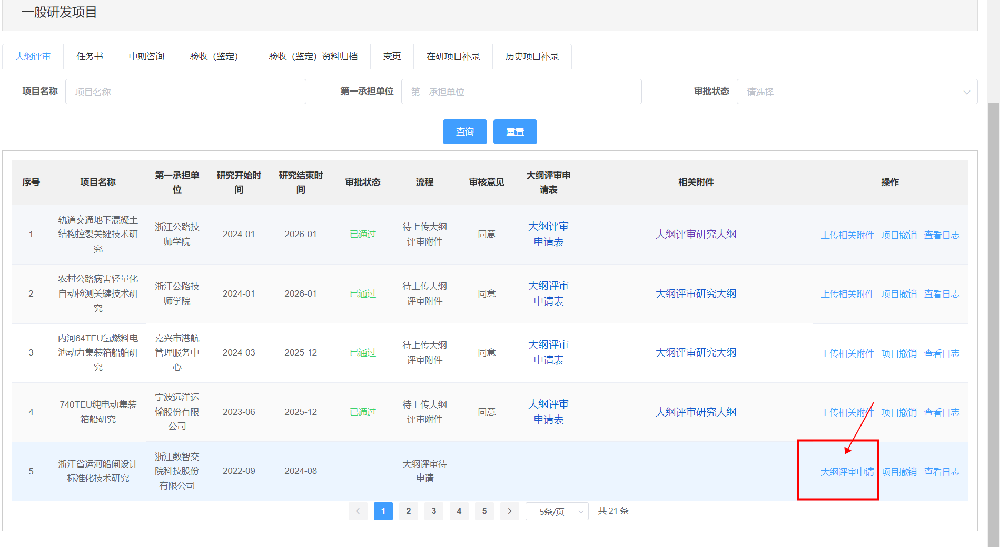 一般研发项目
大纲评审 任务书 中期咨询 验收（鉴定） 验收（鉴定）资料归档 变更 在研项目补录 历史项目补录
项目名称 项目名称 第一承担单位 第一承担单位 审批状态 请选择
查询 重置
序号 项目名称 第一承担单位 研究开始时间 研究结束时间 审批状态 流程 审核意见 大纲评审申请表 相关附件 操作
1 轨道交通地下混凝土结构控裂关键技术研究 浙江公路技师学院 2024-01 2026-01 已通过 待上传大纲评审附件 同意 大纲评审申请表 大纲评审研究大纲 上传相关附件 项目撤销 查看日志
2 农村公路病害轻量化自动检测关键技术研究 浙江公路技师学院 2024-01 2026-01 已通过 待上传大纲评审附件 同意 大纲评审申请表 大纲评审研究大纲 上传相关附件 项目撤销 查看日志
3 内河64TEU氢燃料电池动力集装箱船舶研究 嘉兴市港航管理服务中心 2024-03 2025-12 已通过 待上传大纲评审附件 同意 大纲评审申请表 大纲评审研究大纲 上传相关附件 项目撤销 查看日志
4 740TEU纯电动集装箱船研究 宁波远洋运输股份有限公司 2023-06 2025-12 已通过 待上传大纲评审附件 同意 大纲评审申请表 大纲评审研究大纲 上传相关附件 项目撤销 查看日志
5 浙江省运河船闸设计标准化技术研究 浙江数智交院科技股份有限公司 2022-09 2024-08 大纲评审待申请 大纲评审申请 项目撤销 查看日志
1 2 3 4 5 5条/页 共 21 条